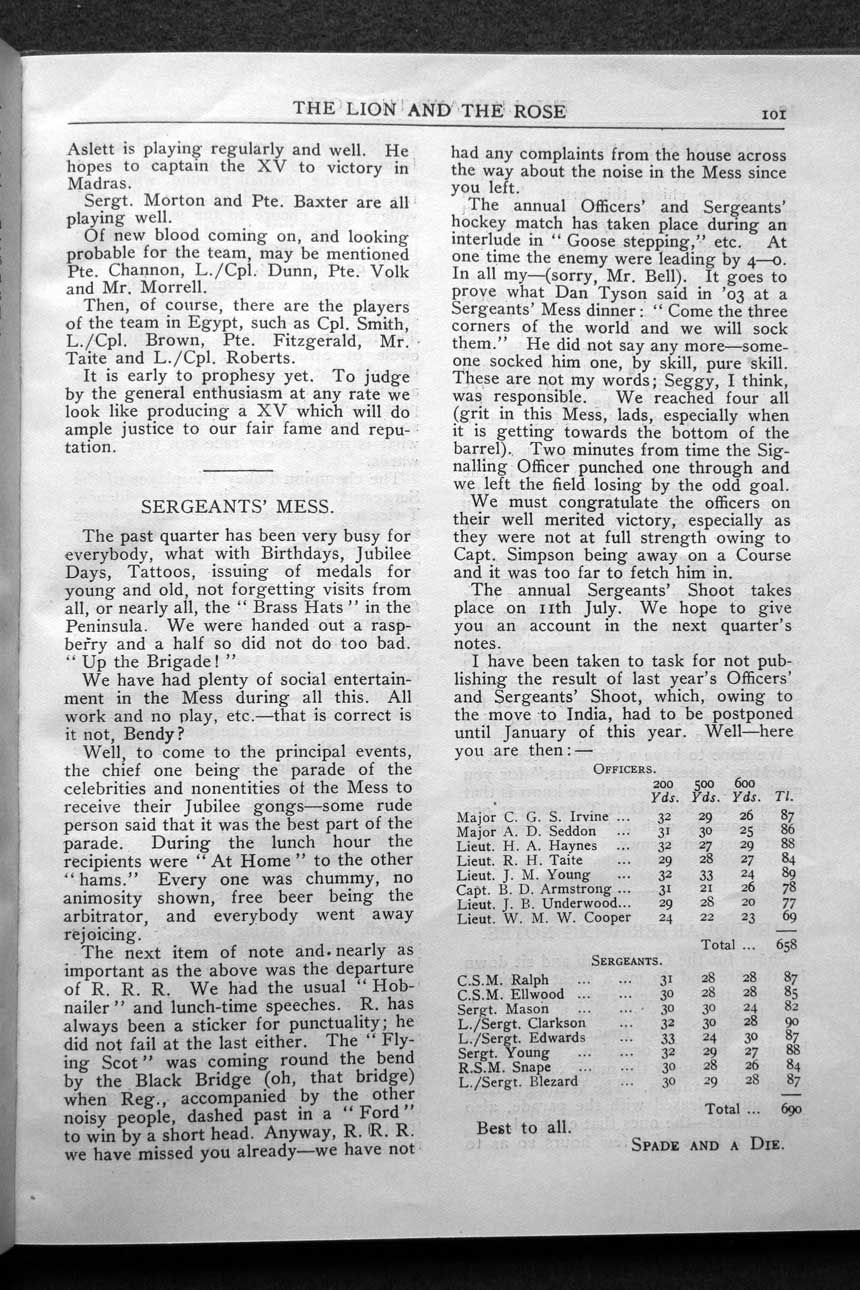 THE LION AND THE ROSE 101
Aslett is playing regularly and well. He
hopes to captain the XV to victory in
Madras.
Sergt. Morton and Pte. Baxter are all
playing well.
Of new blood coming on, and looking
probable for the team, may be mentioned
Pte. Channon, L./Cpl. Dunn, Pte. Volk
and Mr. Morrell.
Then, of course, there are the players
of the team in Egypt, such as Cpl. Smith,
L./Cpl. Brown, Pte. Fitzgerald, Mr.
Taite and L./Cpl. Roberts.
It is early to prophesy yet. To judge
by the general enthusiasm at any rate we
look like producing a XV which will do
ample justice to our fair fame and repu-
tation.
SERGEANTS' MESS.
The past quarter has been very busy for
everybody, what with Birthdays, Jubilee
Days, Tattoos, issuing of medals for
young and old, not forgetting visits from
all, or nearly all, the “ Brass Hats ” in the
Peninsula. We were handed out a rasp-
berry and a half so did not do too bad.
“ Up the Brigade! ”
We have had plenty of social entertain-
ment in the Mess during all this. All
work and no play, etc.—that is correct is
it not, Bendy?
Well, to come to the principal events,
the chief one being the parade of the
celebrities and nonentities of the Mess to
receive their Jubilee gongs—some rude
person said that it was the best part of the
parade. During the lunch hour the
recipients were “ At Home ” to the other
“ hams.” Every one was chummy, no
animosity shown, free beer being the
arbitrator, and everybody went away
rejoicing.
The next item of note and nearly as
important as the above was the departure
of R. R. R. We had the usual “ Hob-
nailer ” and lunch-time speeches. R. has
always been a sticker for punctuality; he
did not fail at the last either. The “ Fly-
ing Scot ” was coming round the bend
by the Black Bridge (oh, that bridge)
when Reg., accompanied by the other
noisy people, dashed past in a “ Ford ”
to win by a short head. Anyway, R. R. R.
we have missed you already—we have not
had any complaints from the house across
the way about the noise in the Mess since
you left.
The annual Officers' and Sergeants'
hockey match has taken place during an
interlude in “ Goose stepping,” etc. At
one time the enemy were leading by 4—0.
In all my—(sorry, Mr. Bell). It goes to
prove what Dan Tyson said in '03 at a
Sergeants' Mess dinner: “ Come the three
corners of the world and we will sock
them.” He did not say any more—some-
one socked him one, by skill, pure skill.
These are not my words; Seggy, I think,
was responsible. We reached four all
(grit in this Mess, lads, especially when
it is getting towards the bottom of the
barrel). Two minutes from time the Sig-
nalling Officer punched one through and
we left the field losing by the odd goal.
We must congratulate the officers on
their well merited victory, especially as
they were not at full strength owing to
Capt. Simpson being away on a Course
and it was too far to fetch him in.
The annual Sergeants' Shoot takes
place on 11th July. We hope to give
you an account in the next quarter's
notes.
I have been taken to task for not pub-
lishing the result of last year's Officers'
and Sergeants' Shoot, which, owing to
the move to India, had to be postponed
until January of this year. Well—here
you are then:—
OFFICERS.
200 500 600
Yds. Yds. Yds. Tl.
Major C. G. S. Irvine ... 32 29 26 87
Major A. D. Seddon ... 31 30 25 86
Lieut. H. A. Haynes ... 32 27 29 88
Lieut. R. H. Taite ... 29 28 27 84
Lieut. J. M. Young ... 32 33 24 89
Capt. B. D. Armstrong ... 31 21 26 78
Lieut. J. B. Underwood... 29 28 20 77
Lieut. W. M. W. Cooper 24 22 23 69
Total ... 658
SERGEANTS.
C.S.M. Ralph ... ... 31 28 28 87
C.S.M. Ellwood ... ... 30 28 28 85
Sergt. Mason ... ... 30 30 24 82
L./Sergt. Clarkson ... 32 30 28 90
L./Sergt. Edwards ... 33 24 30 87
Sergt. Young ... ... 32 29 27 88
R.S.M. Snape ... ... 30 28 26 84
L./Sergt. Blezard ... 30 29 28 87
Total ... 690
Best to all.
SPADE AND A DIE.